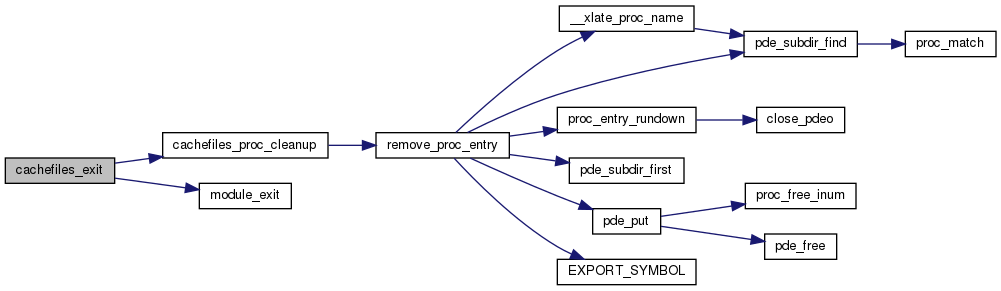 __xlate_proc_name
pde_subdir_find
proc_match
proc_entry_rundown
close_pdeo
cachefiles_proc_cleanup
remove_proc_entry
cachefiles_exit
pde_subdir_first
module_exit
proc_free_inum
pde_put
pde_free
EXPORT_SYMBOL